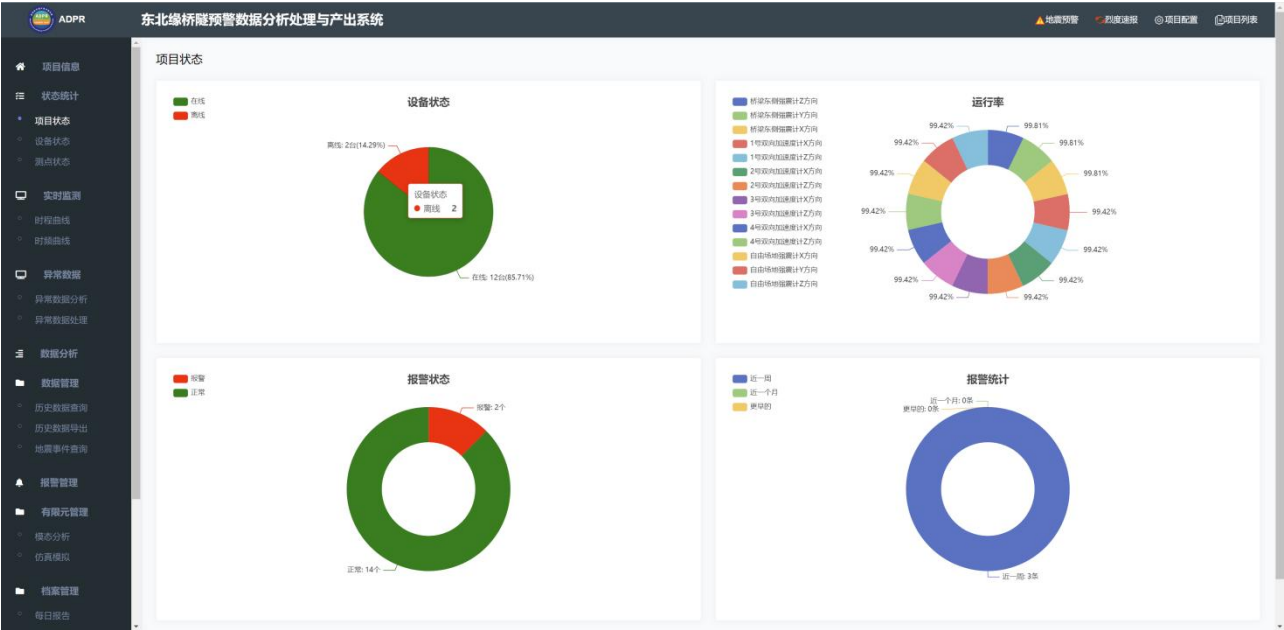 ADPR
ADPR
东北缘桥隧预警数据分析处理与产出系统
地震预警
烈度速报
项目配置
项目列表
项目信息
状态统计
项目状态
设备状态
测点状态
实时监测
时程曲线
时频曲线
异常数据
异常数据分析
异常数据处理
数据分析
数据管理
历史数据查询
历史数据导出
地震事件查询
报警管理
有限元管理
模态分析
仿真模拟
档案管理
每日报告
项目状态
在线
离线
设备状态
离线: 2台(14.29%)
设备状态
离线 2
在线: 12台(85.71%)
桥梁东侧强震计Z方向
桥梁东侧强震计Y方向
桥梁东侧强震计X方向
1号双向加速度计X方向
1号双向加速度计Z方向
2号双向加速度计X方向
2号双向加速度计Z方向
3号双向加速度计X方向
3号双向加速度计Z方向
4号双向加速度计X方向
4号双向加速度计Z方向
自由场地强震计X方向
自由场地强震计Y方向
自由场地强震计Z方向
运行率
99.42%
99.81%
99.42%
99.81%
99.42%
99.81%
99.42%
99.42%
99.42%
99.42%
99.42%
99.42%
99.42%
99.42%
报警
正常
报警状态
报警: 2个
正常: 14个
近一周
近一个月
更早的
报警统计
近一个月: 0条
更早的: 0条
近一周: 3条